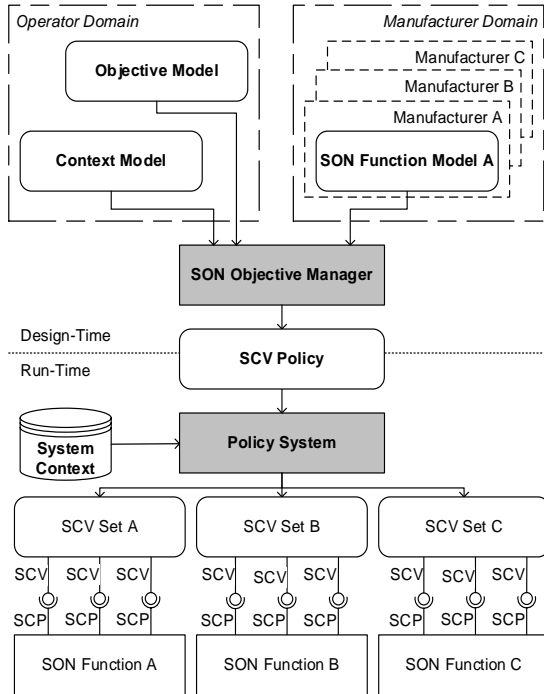 Operator Domain
Manufacturer Domain
Objective Model
Manufacturer C
Manufacturer B
Manufacturer A
Context Model
SON Function Model A
SON Objective Manager
Design-Time
SCV Policy
Run-Time
System
Context
Policy System
SCV Set A
SCV Set B
SCV Set C
SCV SCV SCV SCV SCV SCV SCV SCV SCV
SCP SCP SCP SCP SCP SCP SCP SCP SCP
SON Function A
SON Function B
SON Function C